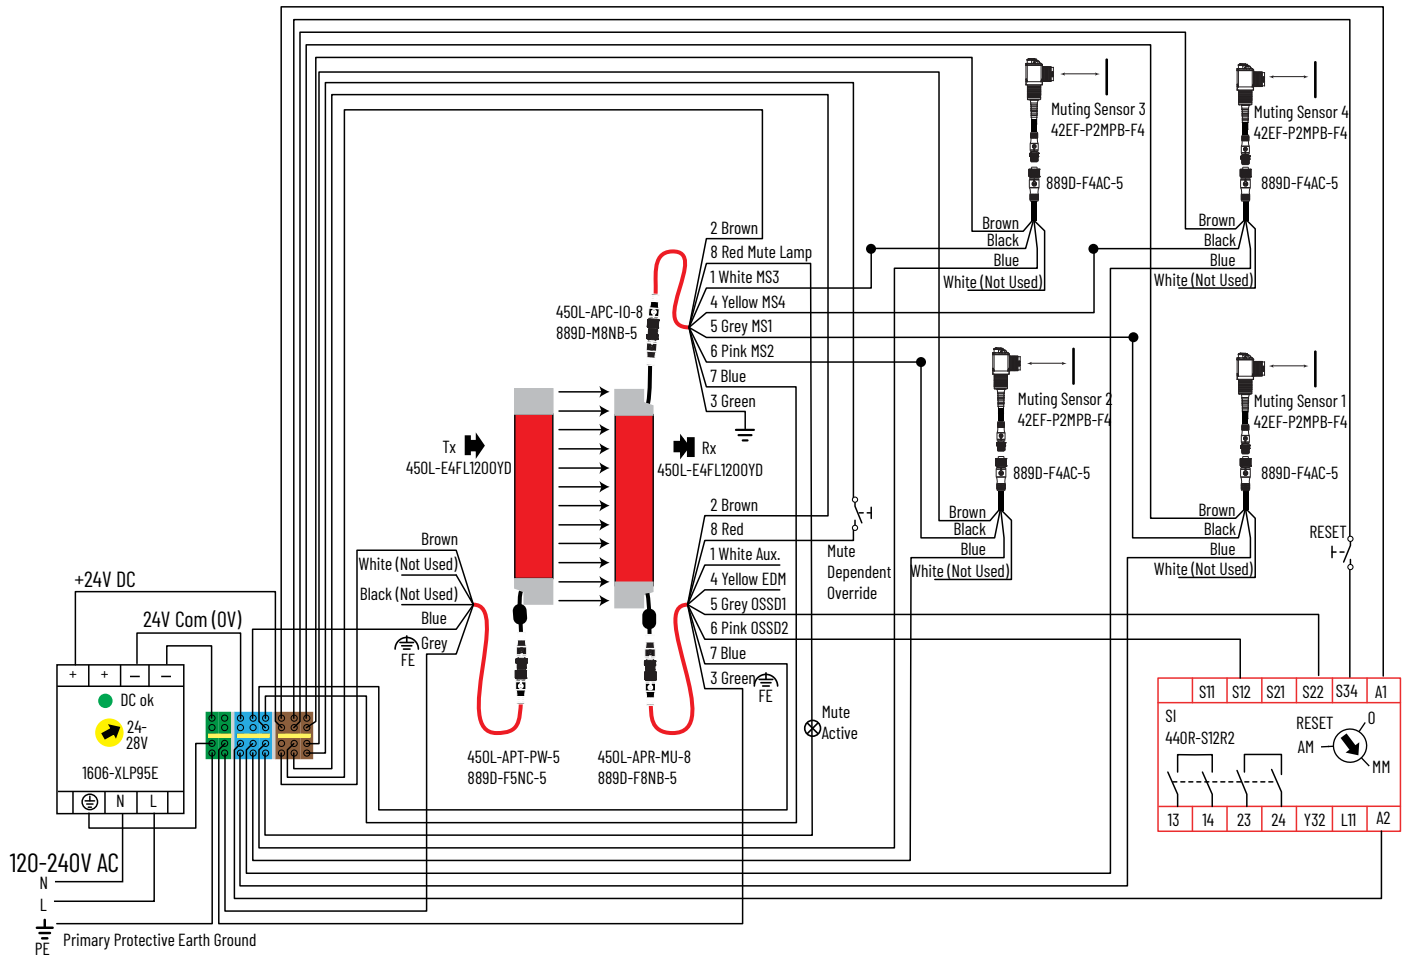 Muting Sensor 3
42EF-P2MPB-F4
889D-F4AC-5
Brown
Black
Blue
White (Not Used)
Muting Sensor 4
42EF-P2MPB-F4
889D-F4AC-5
Brown
Black
Blue
White (Not Used)
2 Brown
8 Red Mute Lamp
1 White MS3
4 Yellow MS4
5 Grey MS1
6 Pink MS2
7 Blue
3 Green
450L-APC-IO-8
889D-M8NB-5
Muting Sensor 2
42EF-P2MPB-F4
889D-F4AC-5
Brown
Black
Blue
White (Not Used)
Muting Sensor 1
42EF-P2MPB-F4
889D-F4AC-5
Brown
Black
Blue
White (Not Used)
Tx
450L-E4FL1200YD
Rx
450L-E4FL1200YD
2 Brown
8 Red
1 White Aux.
4 Yellow EDM
5 Grey OSSD1
6 Pink OSSD2
7 Blue
3 Green
FE
Mute
Dependent
Override
RESET
Brown
White (Not Used)
Black (Not Used)
Blue
Grey
FE
+24V DC
24V Com (0V)
+ + – –
DC ok
24-
28V
1606-XLP95E
N L
450L-APT-PW-5
889D-F5NC-5
450L-APR-MU-8
889D-F8NB-5
Mute
Active
S11 S12 S21 S22 S34 A1
SI
440R-S12R2
RESET
0
AM
MM
13 14 23 24 Y32 L11 A2
120-240V AC
N
L
PE
Primary Protective Earth Ground